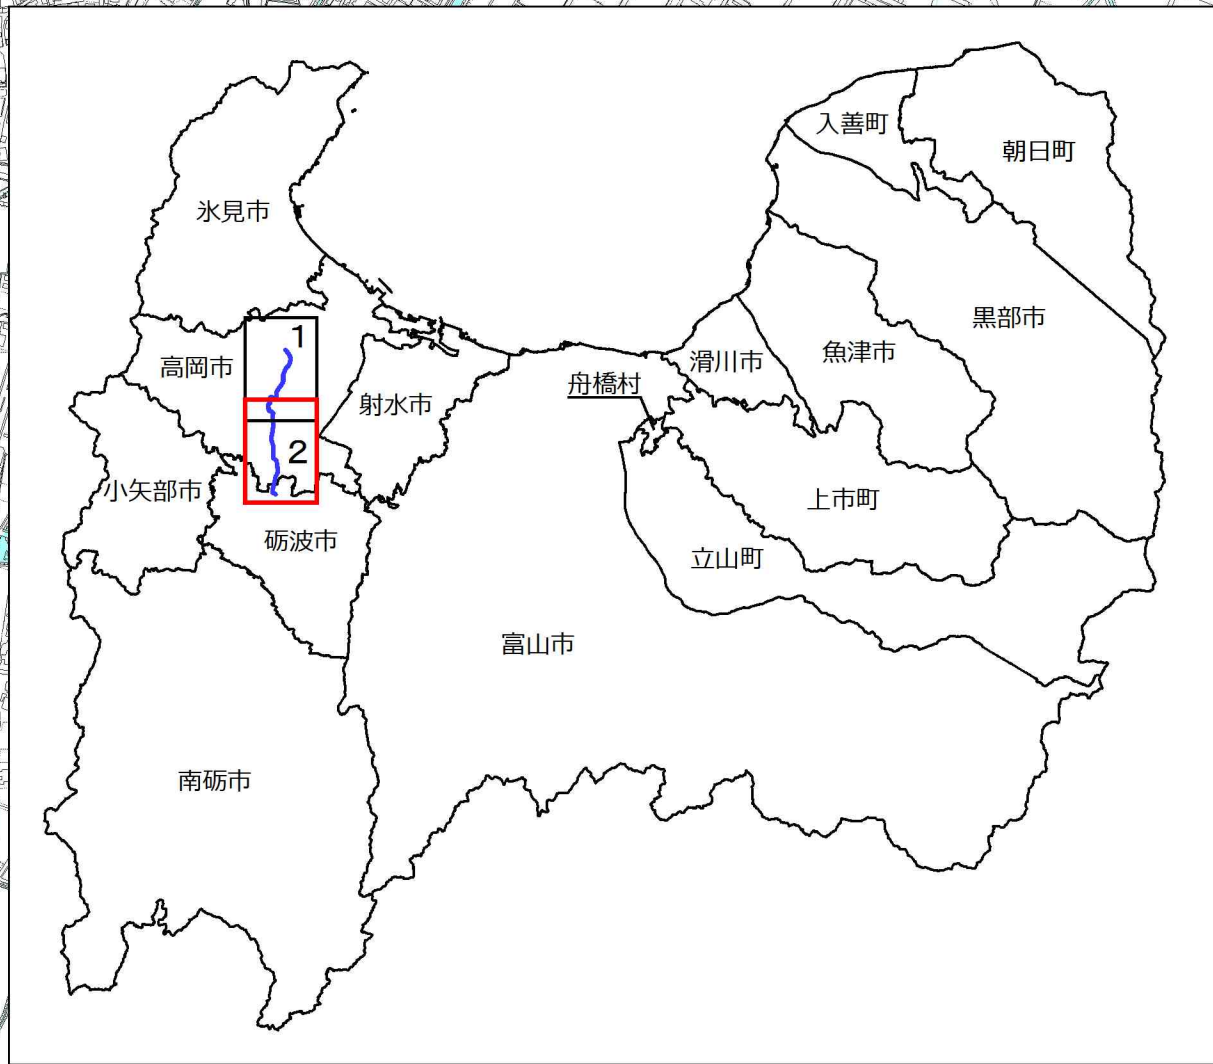 入善町
朝日町
氷見市
黒部市
1
魚津市
滑川市
高岡市
舟橋村
射水市
2
小矢部市
上市町
砺波市
立山町
富山市
南砺市